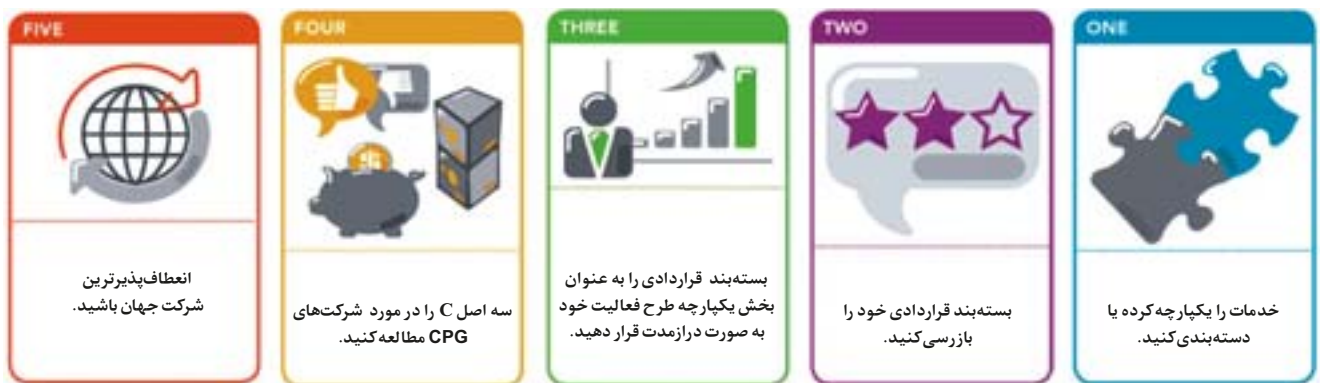 ONE
خدمات را یکپارچه کرده یا
دسته‌بندی کنید.
TWO
بسته‌بند قراردادی خود را
بازرسی کنید.
THREE
بسته‌بند قراردادی را به عنوان
بخش یکپارچه طرح فعالیت خود
به صورت درازمدت قرار دهید.
FOUR
سه اصل C را در مورد شرکت‌های
CPG مطالعه کنید.
FIVE
انعطاف‌پذیرترین
شرکت جهان باشید.